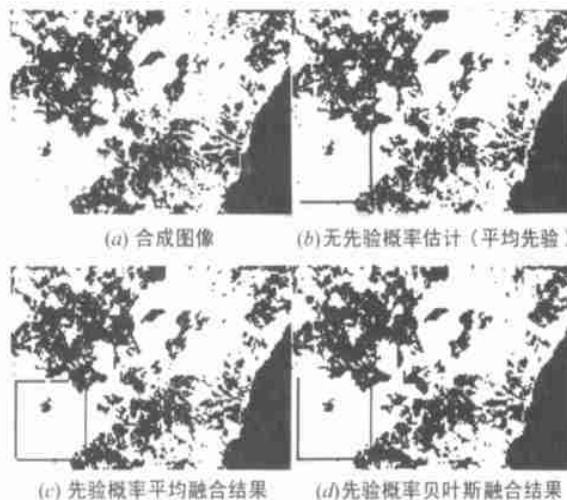 (a) 合成图像
(b)无先验概率估计（平均先验）
(c) 先验概率平均融合结果
(d)先验概率贝叶斯融合结果